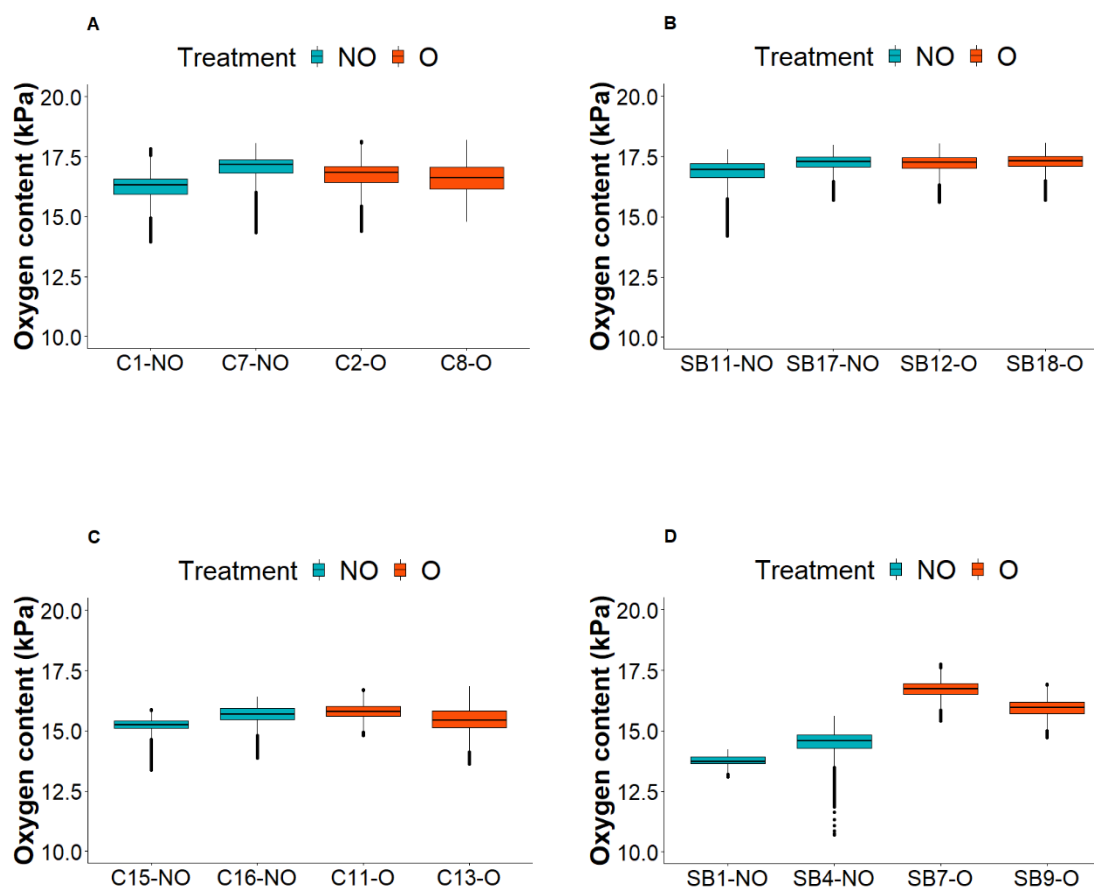 A
Treatment NO O
Oxygen content (kPa)
20.0
17.5
15.0
12.5
10.0
C1-NO C7-NO C2-O C8-O
B
Treatment NO O
Oxygen content (kPa)
20.0
17.5
15.0
12.5
10.0
SB11-NO SB17-NO SB12-O SB18-O
C
Treatment NO O
Oxygen content (kPa)
20.0
17.5
15.0
12.5
10.0
C15-NO C16-NO C11-O C13-O
D
Treatment NO O
Oxygen content (kPa)
20.0
17.5
15.0
12.5
10.0
SB1-NO SB4-NO SB7-O SB9-O